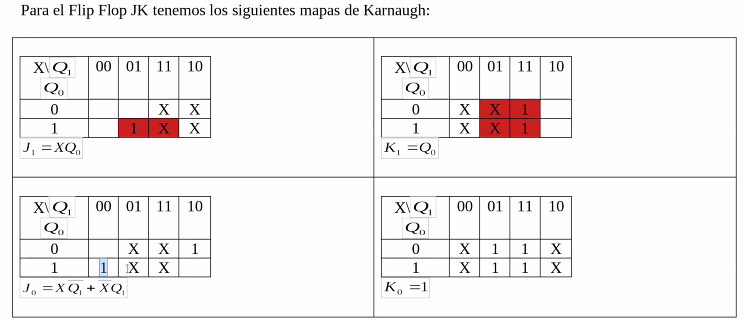 Para el Flip Flop JK tenemos los siguientes mapas de Karnaugh:
X\Q₁ Q₀ 00 01 11 10
0 X X
1 1 X X
J₁ = XQ₀
X\Q₁ Q₀ 00 01 11 10
0 X X 1
1 X X 1
K₁ = Q₀
X\Q₁ Q₀ 00 01 11 10
0 X X 1
1 1 X X
J₀ = X Q̅₁ + X̅ Q₁
X\Q₁ Q₀ 00 01 11 10
0 X 1 1 X
1 X 1 1 X
K₀ = 1